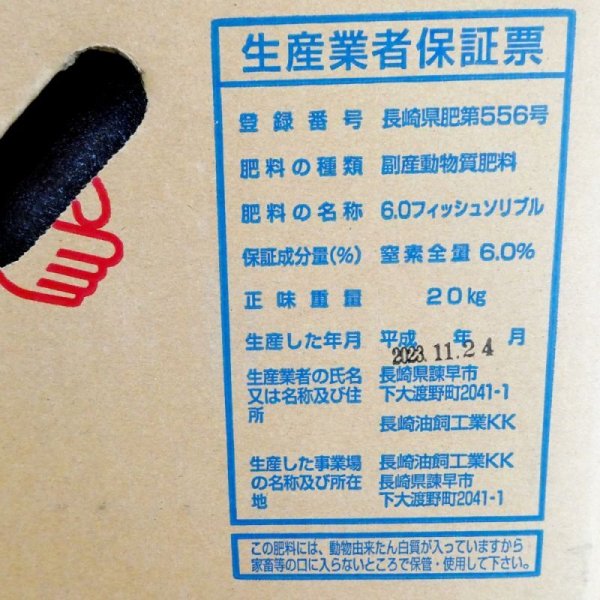 生産業者保証票
登録番号 長崎県肥第556号
肥料の種類 副産動物質肥料
肥料の名称 6.0フィッシュソリブル
保証成分量(%) 窒素全量 6.0%
正味重量 20kg
生産した年月 平成 年 月
2023.11.24
生産業者の氏名 長崎県諫早市
又は名称及び住 下大渡野町2041-1
所
長崎油飼工業KK
生産した事業場 長崎油飼工業KK
の名称及び所在 長崎県諫早市
地 下大渡野町2041-1
この肥料には、動物由来たん白質が入っていますから
家畜等の口に入らないところで保管・使用して下さい。